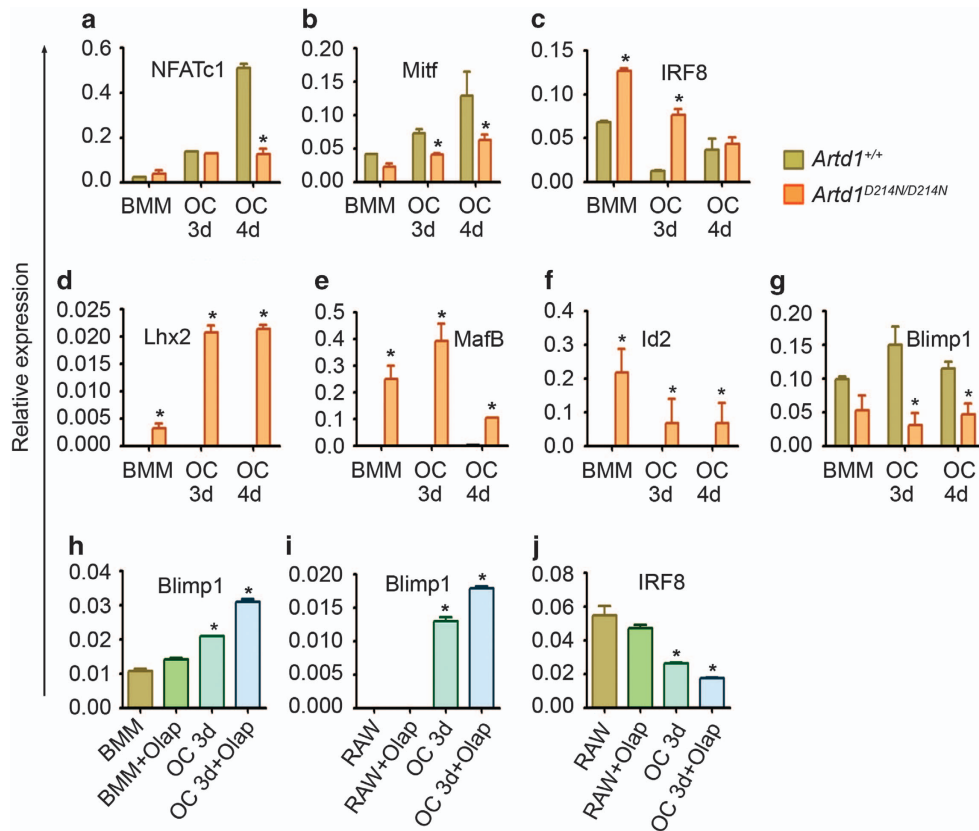 a
NFATc1
0.6
0.4
0.2
0.0
BMM OC OC
3d 4d
b
Mitf
0.20
0.15
0.10
0.05
0.00
* *
BMM OC OC
3d 4d
c
IRF8
0.15
0.10
0.05
0.00
* *
BMM OC OC
3d 4d
Artd1+/+
Artd1D214N/D214N
Relative expression
d
Lhx2
0.025
0.020
0.015
0.010
0.005
0.000
* * *
BMM OC OC
3d 4d
e
MafB
0.5
0.4
0.3
0.2
0.1
0.0
* * *
BMM OC OC
3d 4d
f
Id2
0.4
0.3
0.2
0.1
0.0
* * *
BMM OC OC
3d 4d
g
Blimp1
0.20
0.15
0.10
0.05
0.00
* *
BMM OC OC
3d 4d
h
Blimp1
0.04
0.03
0.02
0.01
0.00
* *
BMM
BMM+Olap
OC 3d
OC 3d+Olap
i
Blimp1
0.020
0.015
0.010
0.005
0.000
* *
RAW
RAW+Olap
OC 3d
OC 3d+Olap
j
IRF8
0.08
0.06
0.04
0.02
0.00
* *
RAW
RAW+Olap
OC 3d
OC 3d+Olap